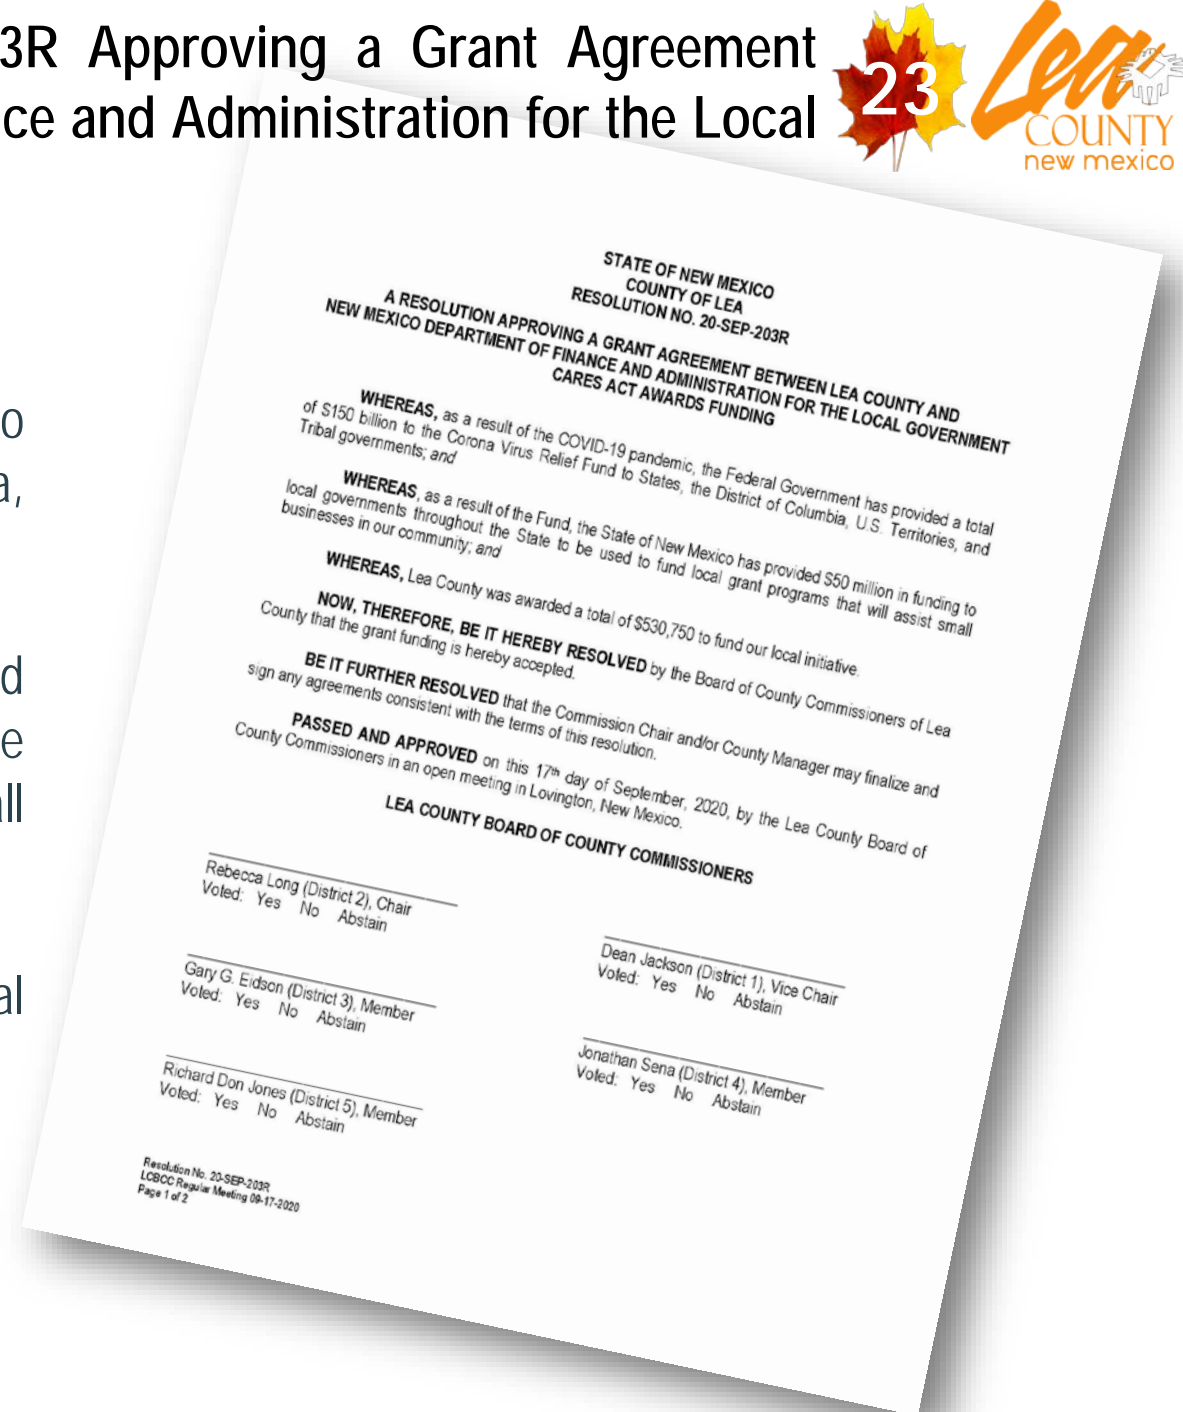 3R Approving a Grant Agreement
ce and Administration for the Local
23
Lea
COUNTY
new mexico
o
a,
d
e
all
al
STATE OF NEW MEXICO
COUNTY OF LEA
RESOLUTION NO. 20-SEP-203R
A RESOLUTION APPROVING A GRANT AGREEMENT BETWEEN LEA COUNTY AND
NEW MEXICO DEPARTMENT OF FINANCE AND ADMINISTRATION FOR THE LOCAL GOVERNMENT
CARES ACT AWARDS FUNDING
WHEREAS, as a result of the COVID-19 pandemic, the Federal Government has provided a total
of $150 billion to the Corona Virus Relief Fund to States, the District of Columbia, U.S. Territories, and
Tribal governments; and
WHEREAS, as a result of the Fund, the State of New Mexico has provided $50 million in funding to
local governments throughout the State to be used to fund local grant programs that will assist small
businesses in our community; and
WHEREAS, Lea County was awarded a total of $530,750 to fund our local initiative.
NOW, THEREFORE, BE IT HEREBY RESOLVED by the Board of County Commissioners of Lea
County that the grant funding is hereby accepted.
BE IT FURTHER RESOLVED that the Commission Chair and/or County Manager may finalize and
sign any agreements consistent with the terms of this resolution.
PASSED AND APPROVED on this 17th day of September, 2020, by the Lea County Board of
County Commissioners in an open meeting in Lovington, New Mexico.
LEA COUNTY BOARD OF COUNTY COMMISSIONERS
Rebecca Long (District 2), Chair
Voted: Yes No Abstain
Dean Jackson (District 1), Vice Chair
Voted: Yes No Abstain
Gary G. Eidson (District 3), Member
Voted: Yes No Abstain
Jonathan Sena (District 4), Member
Voted: Yes No Abstain
Richard Don Jones (District 5), Member
Voted: Yes No Abstain
Resolution No. 20-SEP-203R
LCBCC Regular Meeting 09-17-2020
Page 1 of 2